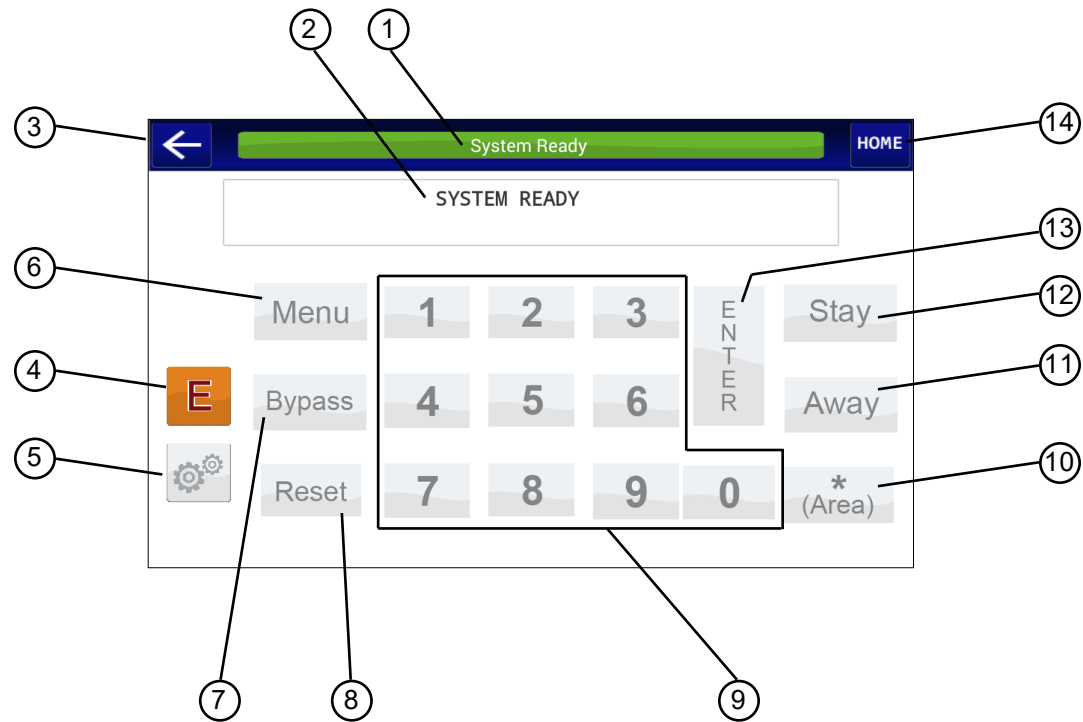 2 1
3 14
System Ready HOME
SYSTEM READY
13
6
12
Menu 1 2 3 ENTER Stay
4
11
E Bypass 4 5 6 Away
5
10
Reset 7 8 9 0 * (Area)
7 8 9